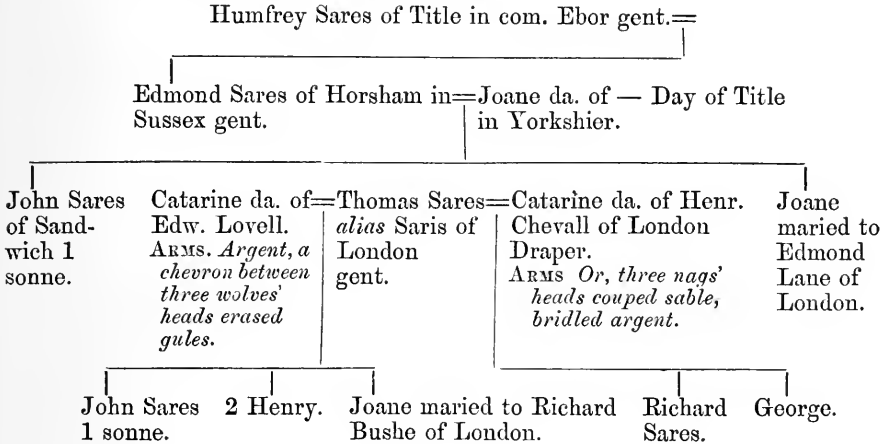 Humfrey Sares of Title in com. Ebor gent.=
Edmond Sares of Horsham in=Joane da. of — Day of Title
Sussex gent.
in Yorkshier.
John Sares
of Sand-
wich 1
sonne.
Catarine da. of=Thomas Sares=Catarine da. of Henr.
Edw. Lovell.
ARMS. Argent, a
chevron between
three wolves'
heads erased
gules.
alias Saris of
London
gent.
Chevall of London
Draper.
ARMS Or, three nags'
heads couped sable,
bridled argent.
Joane
maried to
Edmond
Lane of
London.
John Sares
1 sonne.
2 Henry.
Joane maried to Richard
Bushe of London.
Richard
Sares.
George.